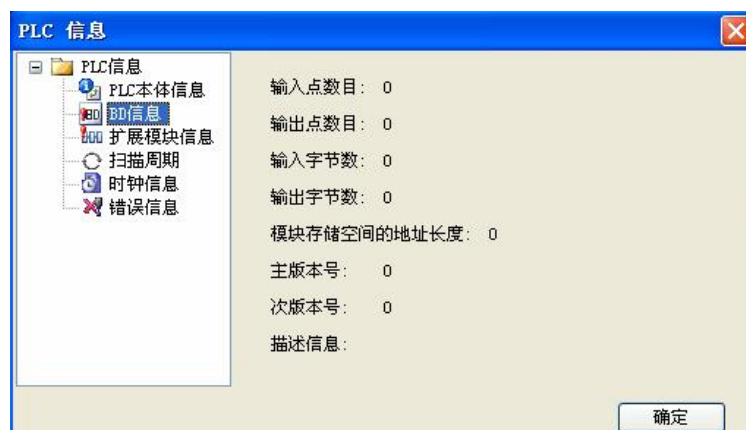 PLC 信息
PLC信息
PLC本体信息
BD信息
扩展模块信息
扫描周期
时钟信息
错误信息
输入点数目: 0
输出点数目: 0
输入字节数: 0
输出字节数: 0
模块存储空间的地址长度: 0
主版本号: 0
次版本号: 0
描述信息:
确定